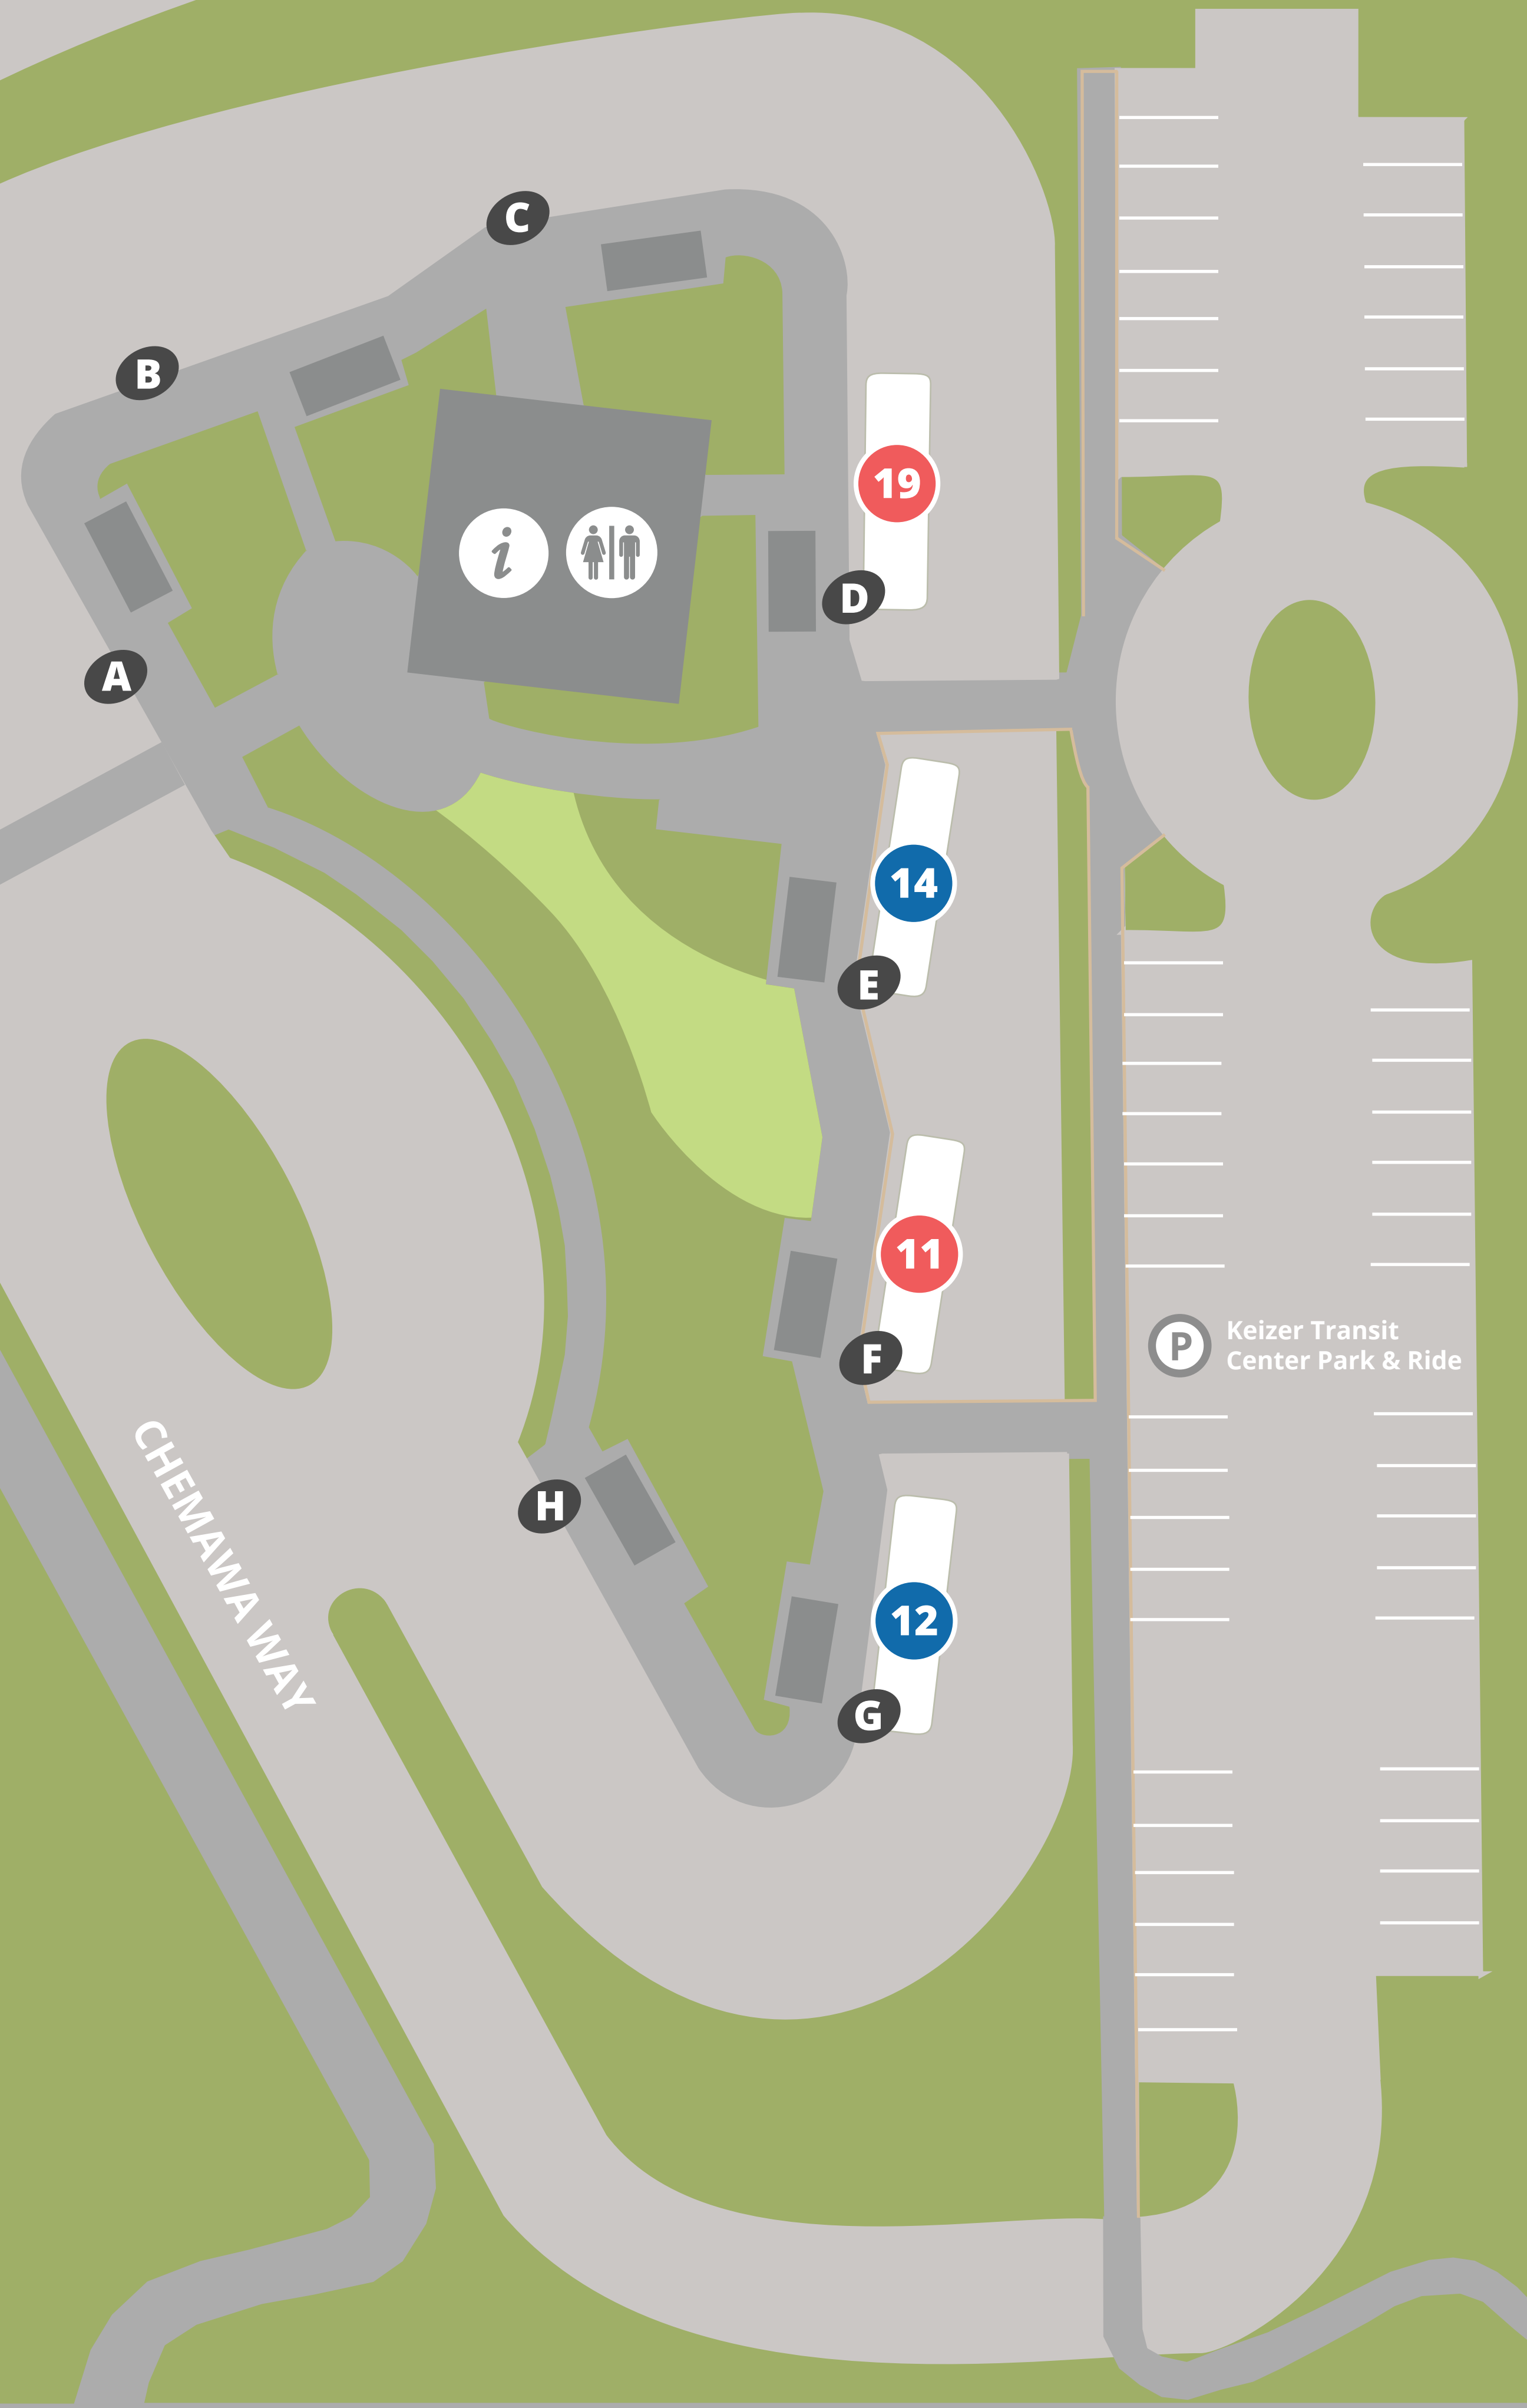 C
B
19
i
D
A
14
E
11
P
Keizer Transit
Center Park & Ride
F
CHEMAWA WAY
H
12
G